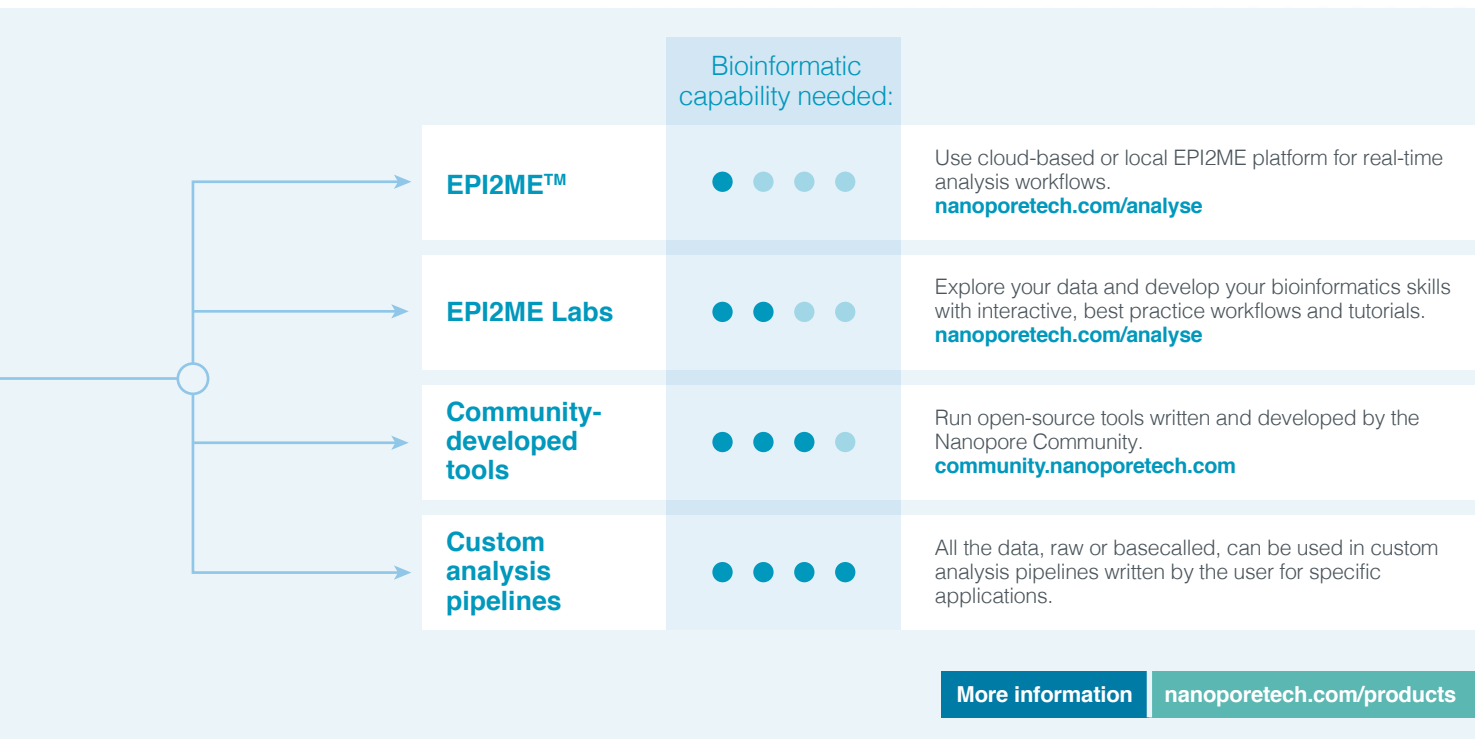 Bioinformatic
capability needed:
EPI2ME™
Use cloud-based or local EPI2ME platform for real-time
analysis workflows.
nanoporetech.com/analyse
EPI2ME Labs
Explore your data and develop your bioinformatics skills
with interactive, best practice workflows and tutorials.
nanoporetech.com/analyse
Community-
developed
tools
Run open-source tools written and developed by the
Nanopore Community.
community.nanoporetech.com
Custom
analysis
pipelines
All the data, raw or basecalled, can be used in custom
analysis pipelines written by the user for specific
applications.
More information
nanoporetech.com/products